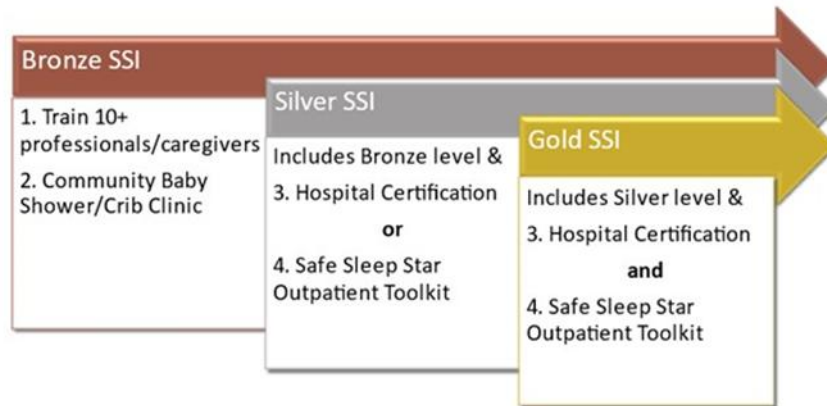 Bronze SSI
1. Train 10+
professionals/caregivers
2. Community Baby
Shower/Crib Clinic
Silver SSI
Includes Bronze level &
3. Hospital Certification
or
4. Safe Sleep Star
Outpatient Toolkit
Gold SSI
Includes Silver level &
3. Hospital Certification
and
4. Safe Sleep Star
Outpatient Toolkit